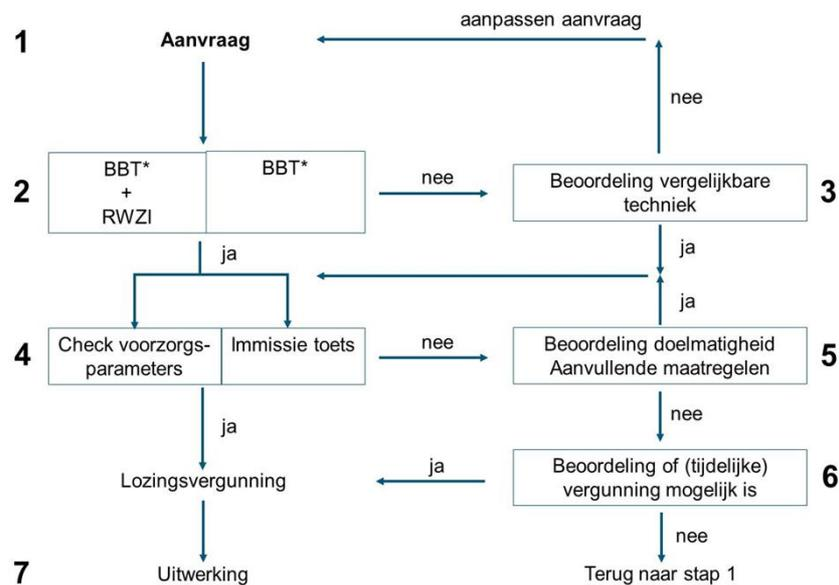 aanpassen aanvraag
1
Aanvraag
nee
2
BBT*
+
RWZI
BBT*
nee
Beoordeling vergelijkbare
techniek
3
ja
ja
ja
4
Check voorzorgs-
parameters
Immissie toets
nee
Beoordeling doelmatigheid
Aanvullende maatregelen
5
ja
nee
Lozingsvergunning
ja
Beoordeling of (tijdelijke)
vergunning mogelijk is
6
nee
7
Uitwerking
Terug naar stap 1